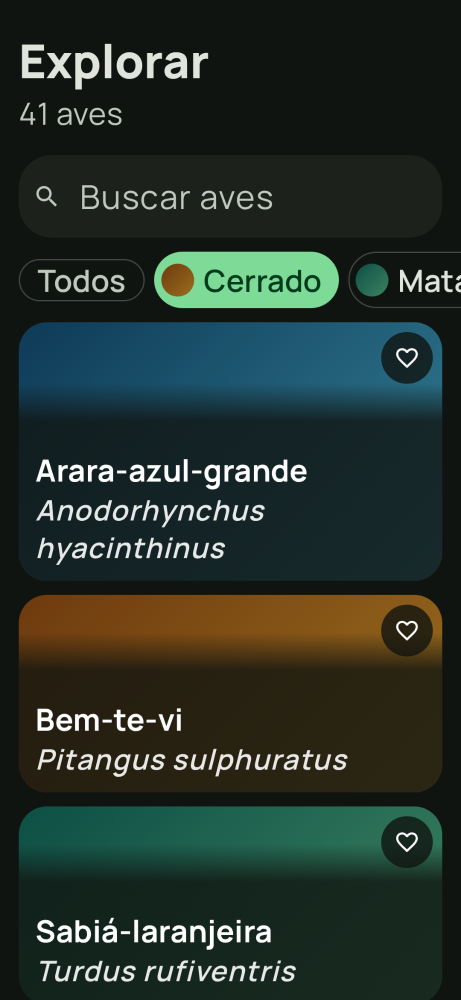 Explorar
41 aves
Buscar aves
Todos
Cerrado
Mata
Arara-azul-grande
Anodorhynchus
hyacinthinus
Bem-te-vi
Pitangus sulphuratus
Sabiá-laranjeira
Turdus rufiventris